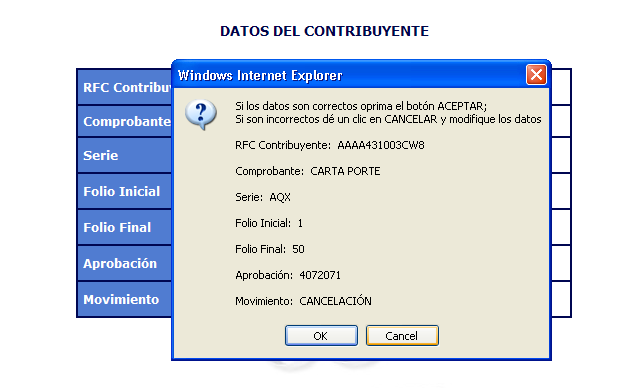 DATOS DEL CONTRIBUYENTE
Windows Internet Explorer
RFC Contribu
Comprobante
Serie
Folio Inicial
Folio Final
Aprobación
Movimiento
Si los datos son correctos oprima el botón ACEPTAR;
Si son incorrectos dé un clic en CANCELAR y modifique los datos
RFC Contribuyente: AAAA431003CW8
Comprobante: CARTA PORTE
Serie: AQX
Folio Inicial: 1
Folio Final: 50
Aprobación: 4072071
Movimiento: CANCELACIÓN
OK
Cancel